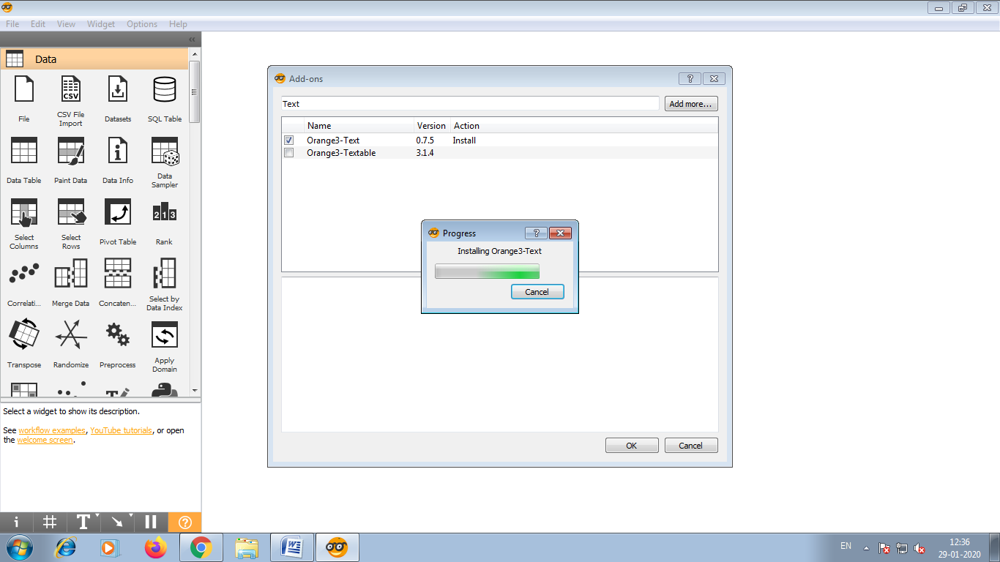 File Edit View Widget Options Help
Data
File
CSV File
Import
Datasets
SQL Table
Data Table
Paint Data
Data Info
Data
Sampler
Select
Columns
Select
Rows
Pivot Table
Rank
Correlati...
Merge Data
Concaten...
Select by
Data Index
Transpose
Randomize
Preprocess
Apply
Domain
Select a widget to show its description.
See workflow examples, YouTube tutorials, or open
the welcome screen.
Add-ons
Text
Add more...
Name Version Action
Orange3-Text 0.7.5 Install
Orange3-Textable 3.1.4
Progress
Installing Orange3-Text
Cancel
OK Cancel
EN
12:36
29-01-2020